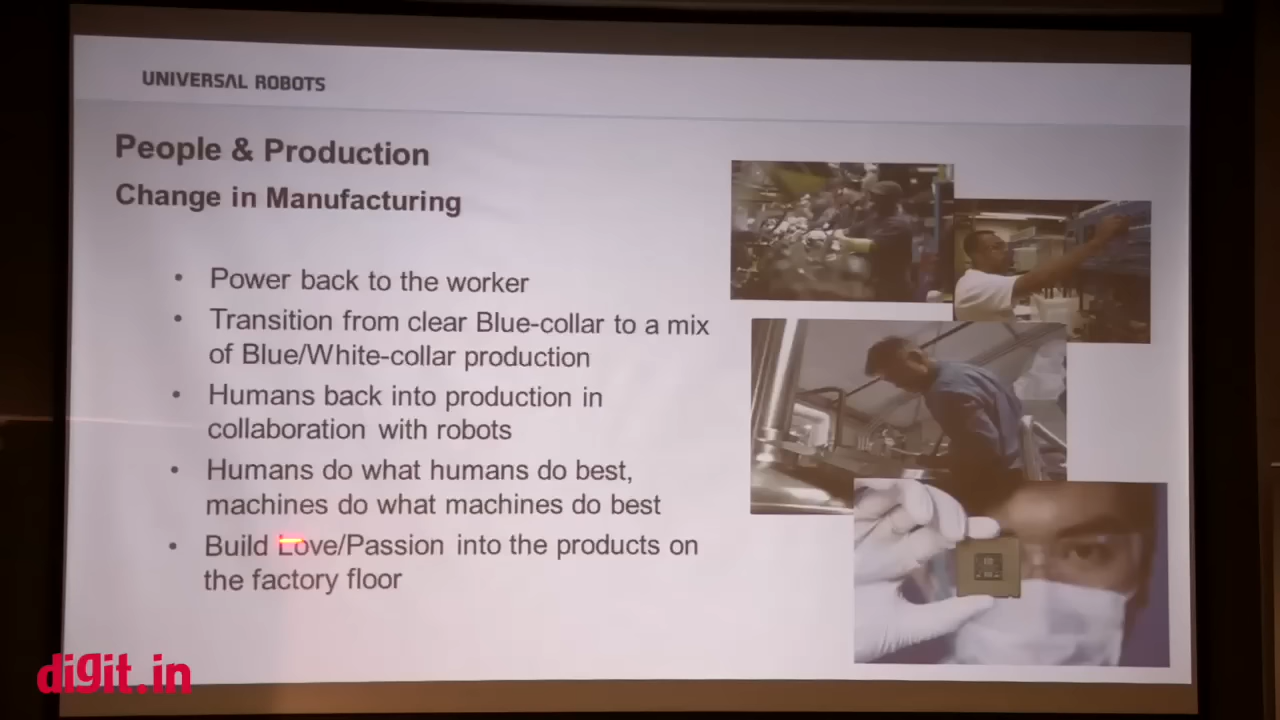 UNIVERSAL ROBOTS
People & Production
Change in Manufacturing
• Power back to the worker
• Transition from clear Blue-collar to a mix
of Blue/White-collar production
• Humans back into production in
collaboration with robots
• Humans do what humans do best,
machines do what machines do best
• Build Love/Passion into the products on
the factory floor
digit.in